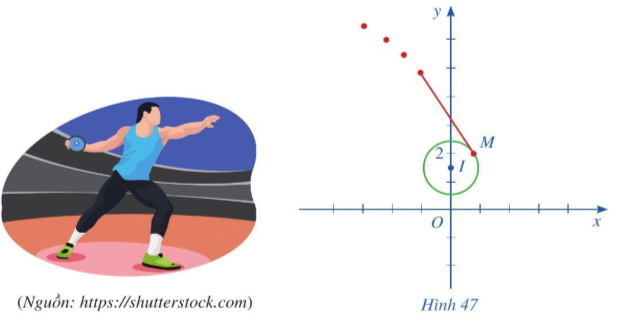 y
M
2
I
O
x
(Nguồn: https://shutterstock.com)
Hình 47